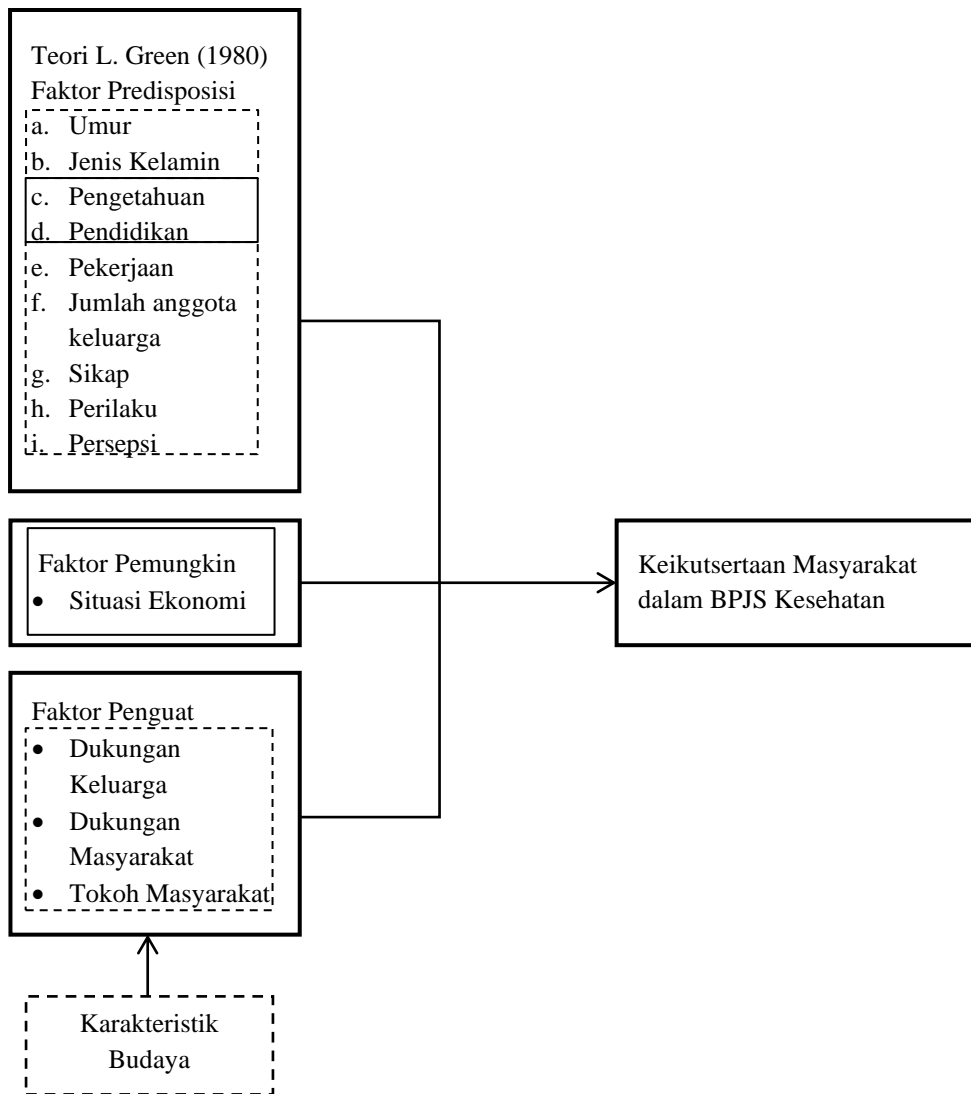 Teori L. Green (1980)
Faktor Predisposisi
a. Umur
b. Jenis Kelamin
c. Pengetahuan
d. Pendidikan
e. Pekerjaan
f. Jumlah anggota
keluarga
g. Sikap
h. Perilaku
i. Persepsi
Faktor Pemungkin
• Situasi Ekonomi
Keikutsertaan Masyarakat
dalam BPJS Kesehatan
Faktor Penguat
• Dukungan
Keluarga
• Dukungan
Masyarakat
• Tokoh Masyarakat
Karakteristik
Budaya